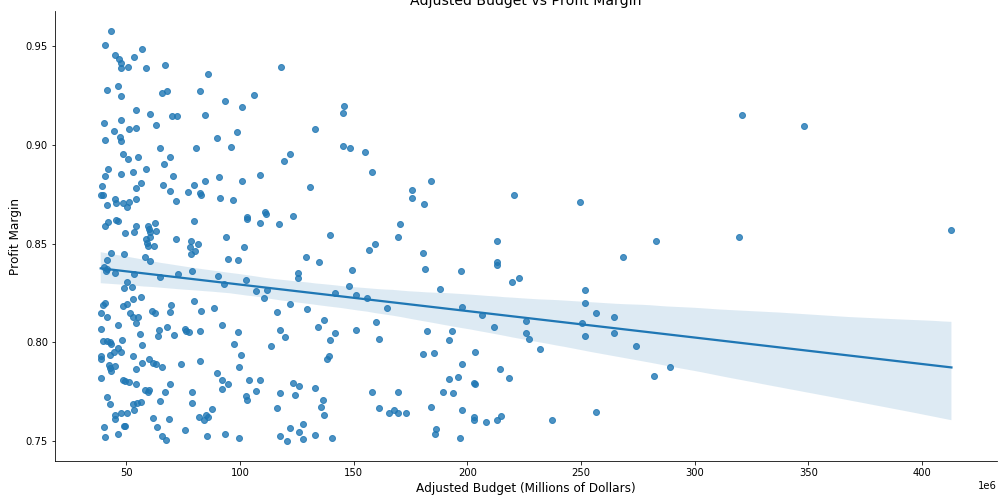 Adjusted Budget vs Profit Margin
0.95
0.90
0.85
0.80
0.75
Profit Margin
50 100 150 200 250 300 350 400
1e6
Adjusted Budget (Millions of Dollars)